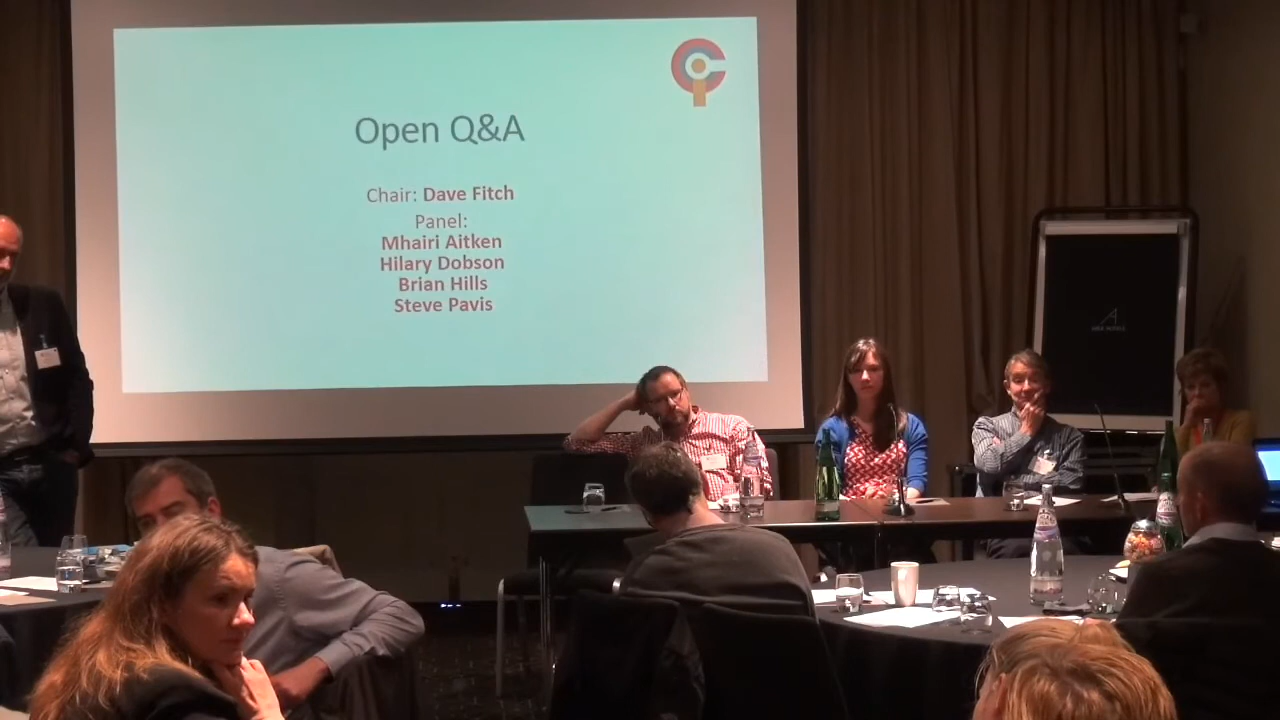 Open Q&A
Chair: Dave Fitch
Panel:
Mhairi Aitken
Hilary Dobson
Brian Hills
Steve Pavis